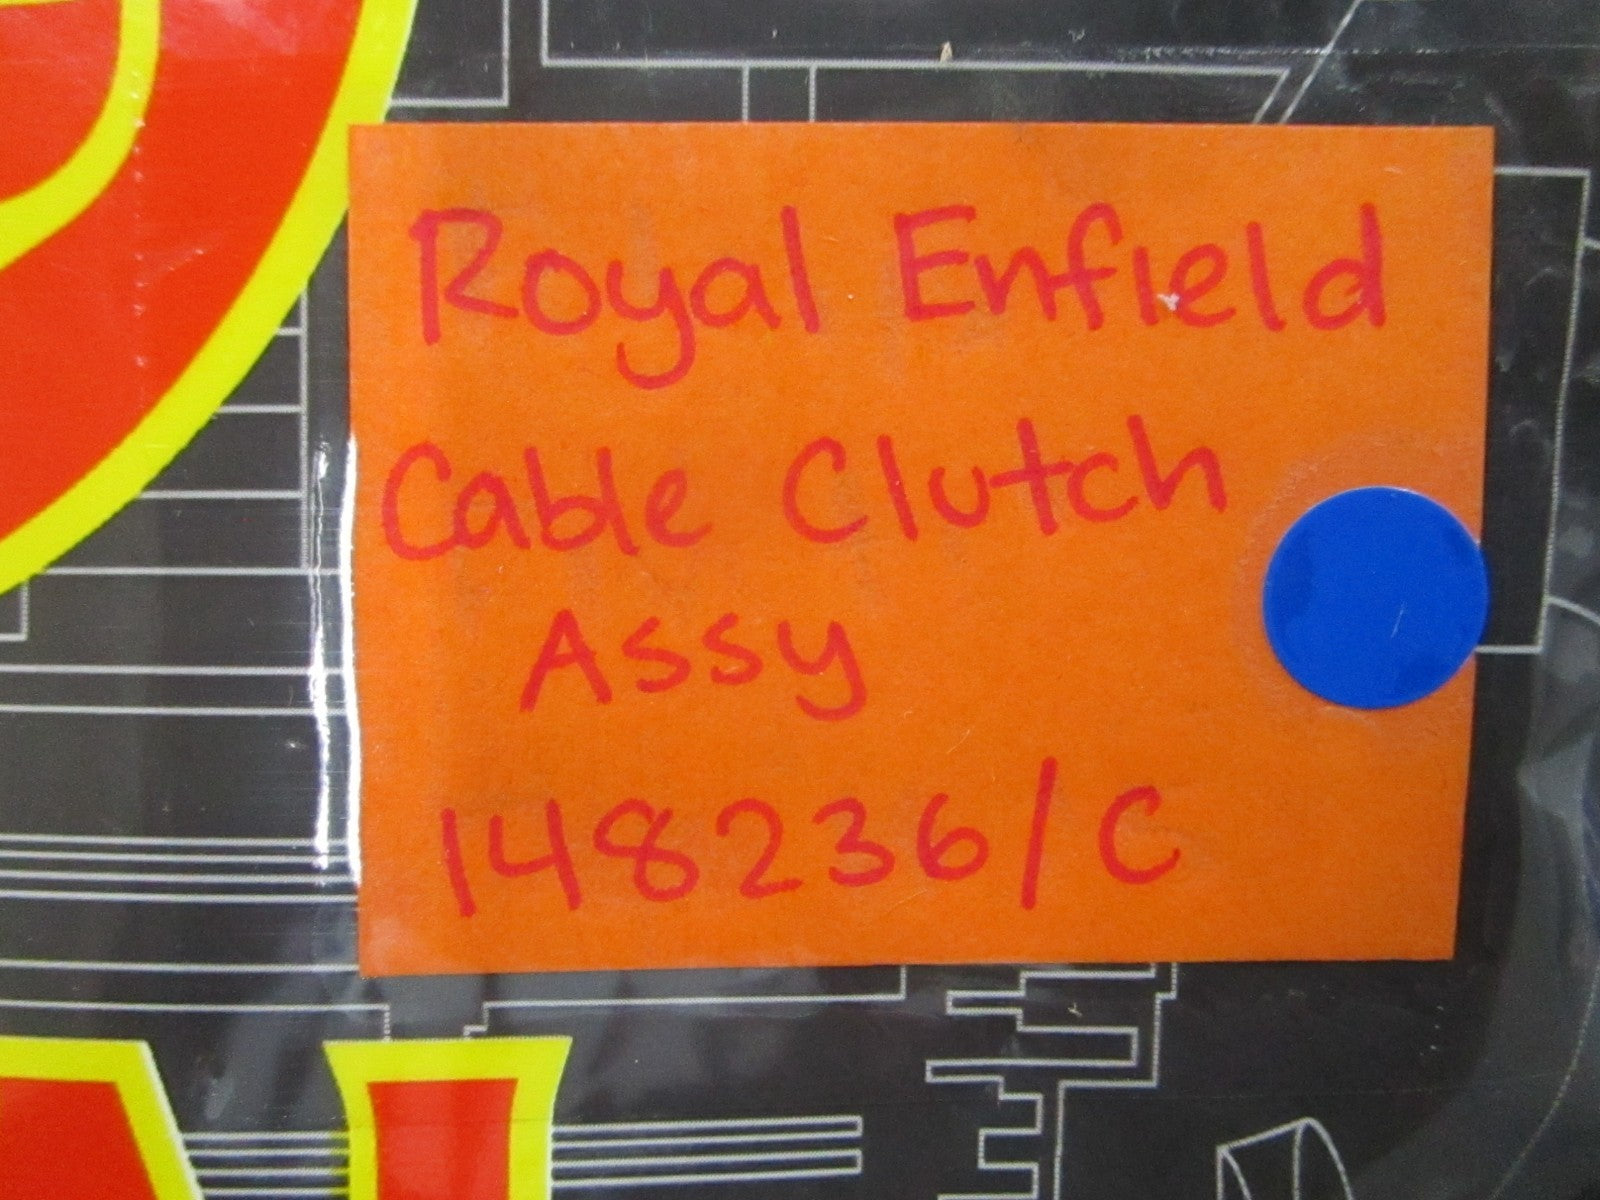 Royal Enfield
Cable Clutch
Assy
148236/C